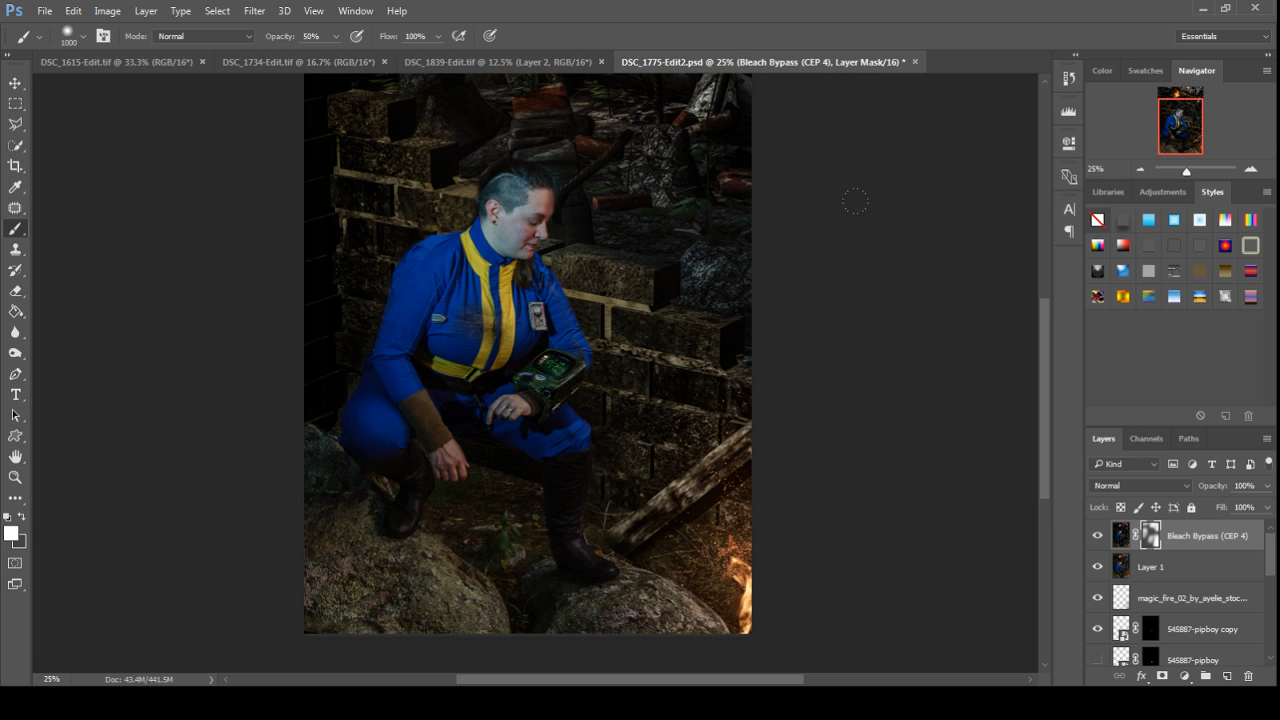 Ps File Edit Image Layer Type Select Filter 3D View Window Help
1000 Mode: Normal Opacity: 50% Flow: 100% Essentials
DSC_1615-Edit.tif @ 33.3% (RGB/16*) × DSC_1734-Edit.tif @ 16.7% (RGB/16*) × DSC_1839-Edit.tif @ 12.5% (Layer 2, RGB/16*) × DSC_1775-Edit2.psd @ 25% (Bleach Bypass (CEP 4), Layer Mask/16) * ×
Color Swatches Navigator
25%
Libraries Adjustments Styles
Layers Channels Paths
Kind
Normal Opacity: 100%
Lock: Fill: 100%
Bleach Bypass (CEP 4)
Layer 1
magic_fire_02_by_ayelie_stoc...
545887-pipboy copy
545887-pipboy
25% Doc: 43.4M/441.5M